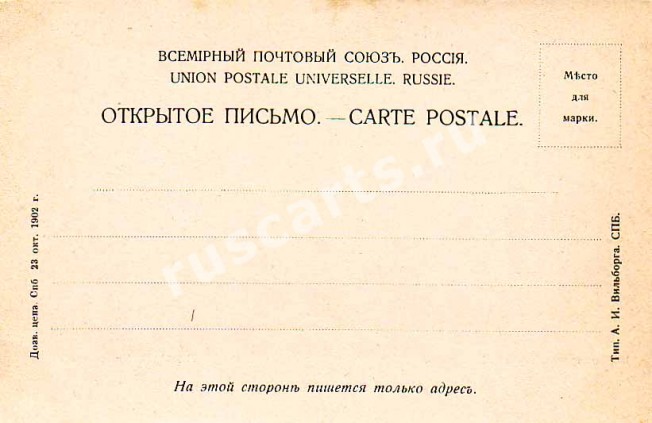 ВСЕМІРНЫЙ ПОЧТОВЫЙ СОЮЗЪ. РОССІЯ.
UNION POSTALE UNIVERSELLE. RUSSIE.
ОТКРЫТОЕ ПИСЬМО. — CARTE POSTALE.
Мѣсто
для
марки.
ruscarts.ru
Дозв. ценз. Спб 23 окт. 1902 г.
Тип. А. И. Вильборга. СПБ.
На этой сторонѣ пишется только адресъ.